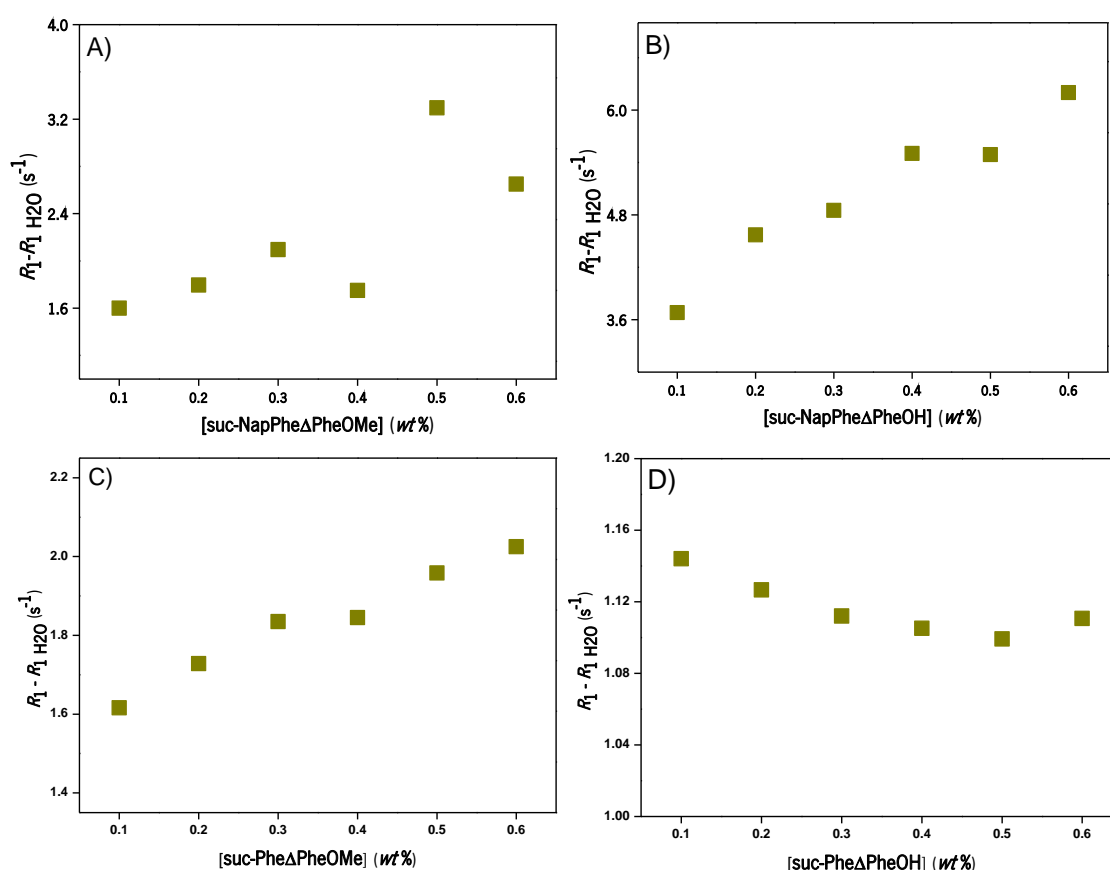 A)
4.0
3.2
2.4
1.6
R1-R1 H2O (s-1)
0.1 0.2 0.3 0.4 0.5 0.6
[suc-NapPheΔPheOMe] (wt%)
B)
6.0
4.8
3.6
R1-R1 H2O (s-1)
0.1 0.2 0.3 0.4 0.5 0.6
[suc-NapPheΔPheOH] (wt%)
C)
2.2
2.0
1.8
1.6
1.4
R1 - R1 H2O (s-1)
0.1 0.2 0.3 0.4 0.5 0.6
[suc-PheΔPheOMe] (wt%)
D)
1.20
1.16
1.12
1.08
1.04
1.00
R1 - R1 H2O (s-1)
0.1 0.2 0.3 0.4 0.5 0.6
[suc-PheΔPheOH] (wt%)